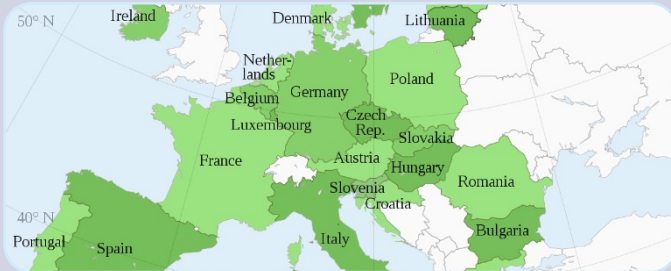 Ireland
Denmark
Lithuania
50° N
Nether-
lands
Poland
Germany
Belgium
Czech
Rep.
Luxembourg
Slovakia
France
Austria
Hungary
Romania
Slovenia
Croatia
40° N
Bulgaria
Portugal
Spain
Italy